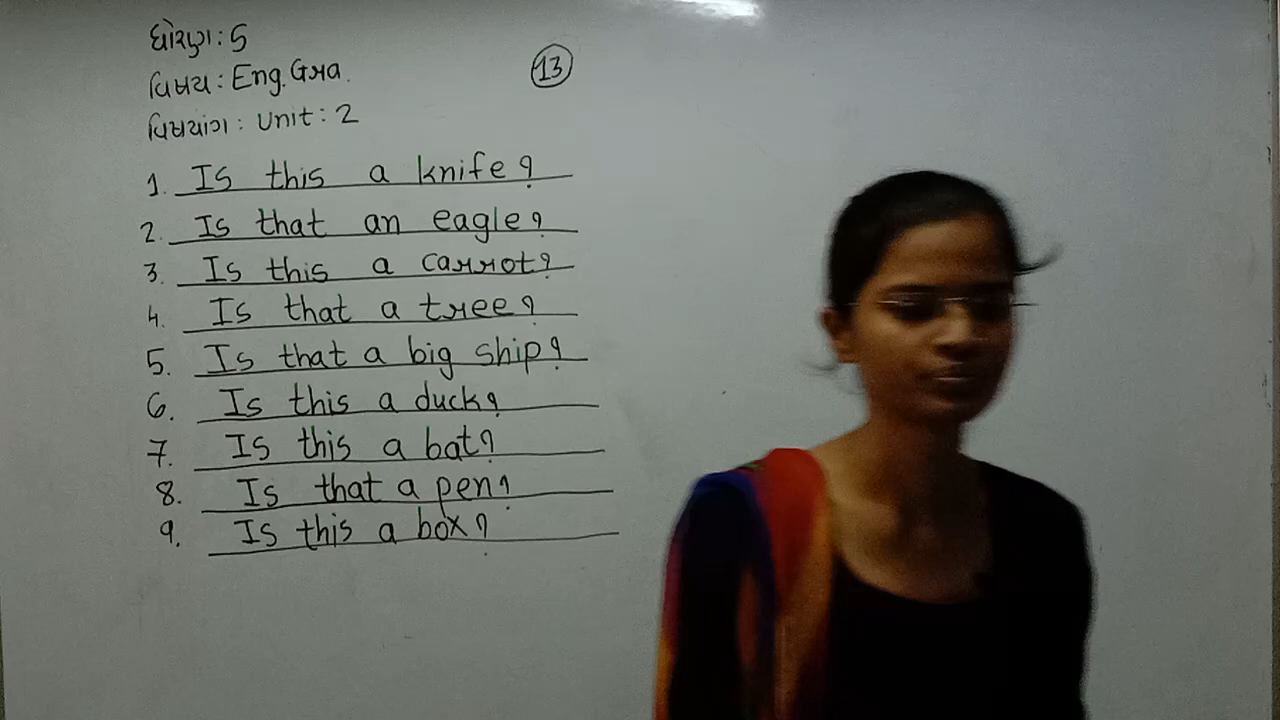 ધોરણ : 5
વિષય : Eng. Gra.
13
વિષયાંગ : Unit : 2
1. Is this a knife?
2. Is that an eagle?
3. Is this a carrot?
4. Is that a tree?
5. Is that a big ship?
6. Is this a duck?
7. Is this a bat?
8. Is that a pen?
9. Is this a box?